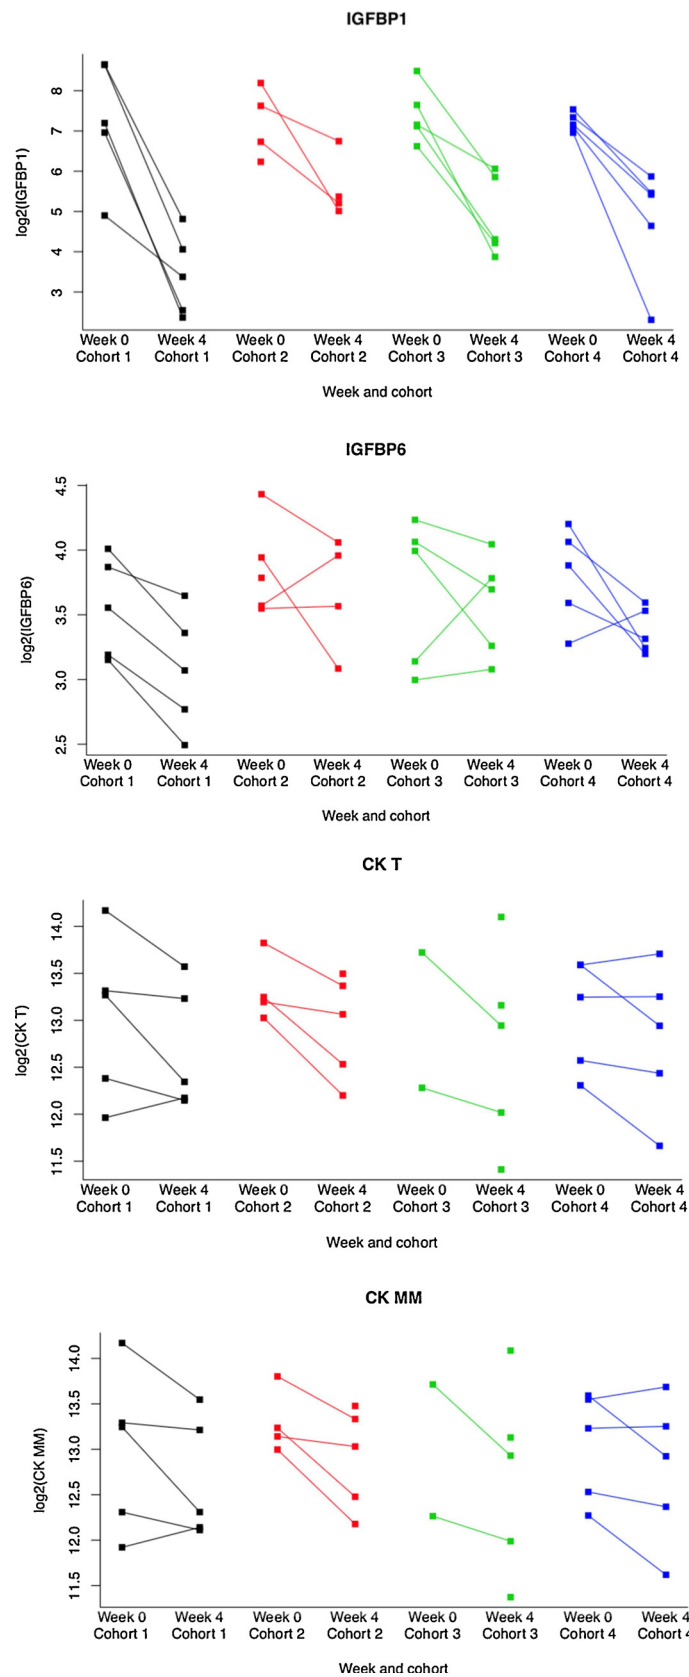 IGFBP1
log2(IGFBP1)
8
7
6
5
4
3
Week 0 Week 4 Week 0 Week 4 Week 0 Week 4 Week 0 Week 4
Cohort 1 Cohort 1 Cohort 2 Cohort 2 Cohort 3 Cohort 3 Cohort 4 Cohort 4
Week and cohort
IGFBP6
log2(IGFBP6)
4.5
4.0
3.5
3.0
2.5
Week 0 Week 4 Week 0 Week 4 Week 0 Week 4 Week 0 Week 4
Cohort 1 Cohort 1 Cohort 2 Cohort 2 Cohort 3 Cohort 3 Cohort 4 Cohort 4
Week and cohort
CK T
log2(CK T)
14.0
13.5
13.0
12.5
12.0
11.5
Week 0 Week 4 Week 0 Week 4 Week 0 Week 4 Week 0 Week 4
Cohort 1 Cohort 1 Cohort 2 Cohort 2 Cohort 3 Cohort 3 Cohort 4 Cohort 4
Week and cohort
CK MM
log2(CK MM)
14.0
13.5
13.0
12.5
12.0
11.5
Week 0 Week 4 Week 0 Week 4 Week 0 Week 4 Week 0 Week 4
Cohort 1 Cohort 1 Cohort 2 Cohort 2 Cohort 3 Cohort 3 Cohort 4 Cohort 4
Week and cohort